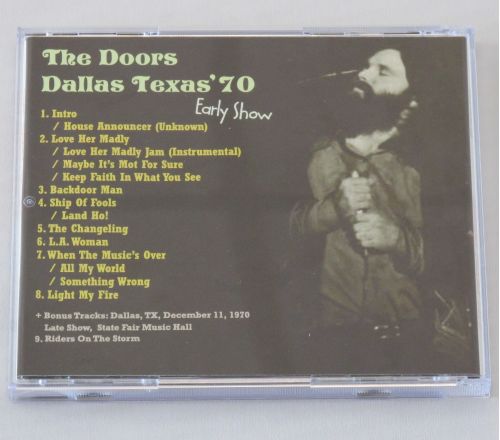 The Doors
Dallas Texas'70
Early Show
1. Intro
/ House Announcer (Unknown)
2. Love Her Madly
/ Love Her Madly Jam (Instrumental)
/ Maybe It's Mot For Sure
/ Keep Faith In What You See
3. Backdoor Man
4. Ship Of Fools
/ Land Ho!
5. The Changeling
6. L.A. Woman
7. When The Music's Over
/ All My World
/ Something Wrong
8. Light My Fire
+ Bonus Tracks: Dallas, TX, December 11, 1970
Late Show, State Fair Music Hall
9. Riders On The Storm